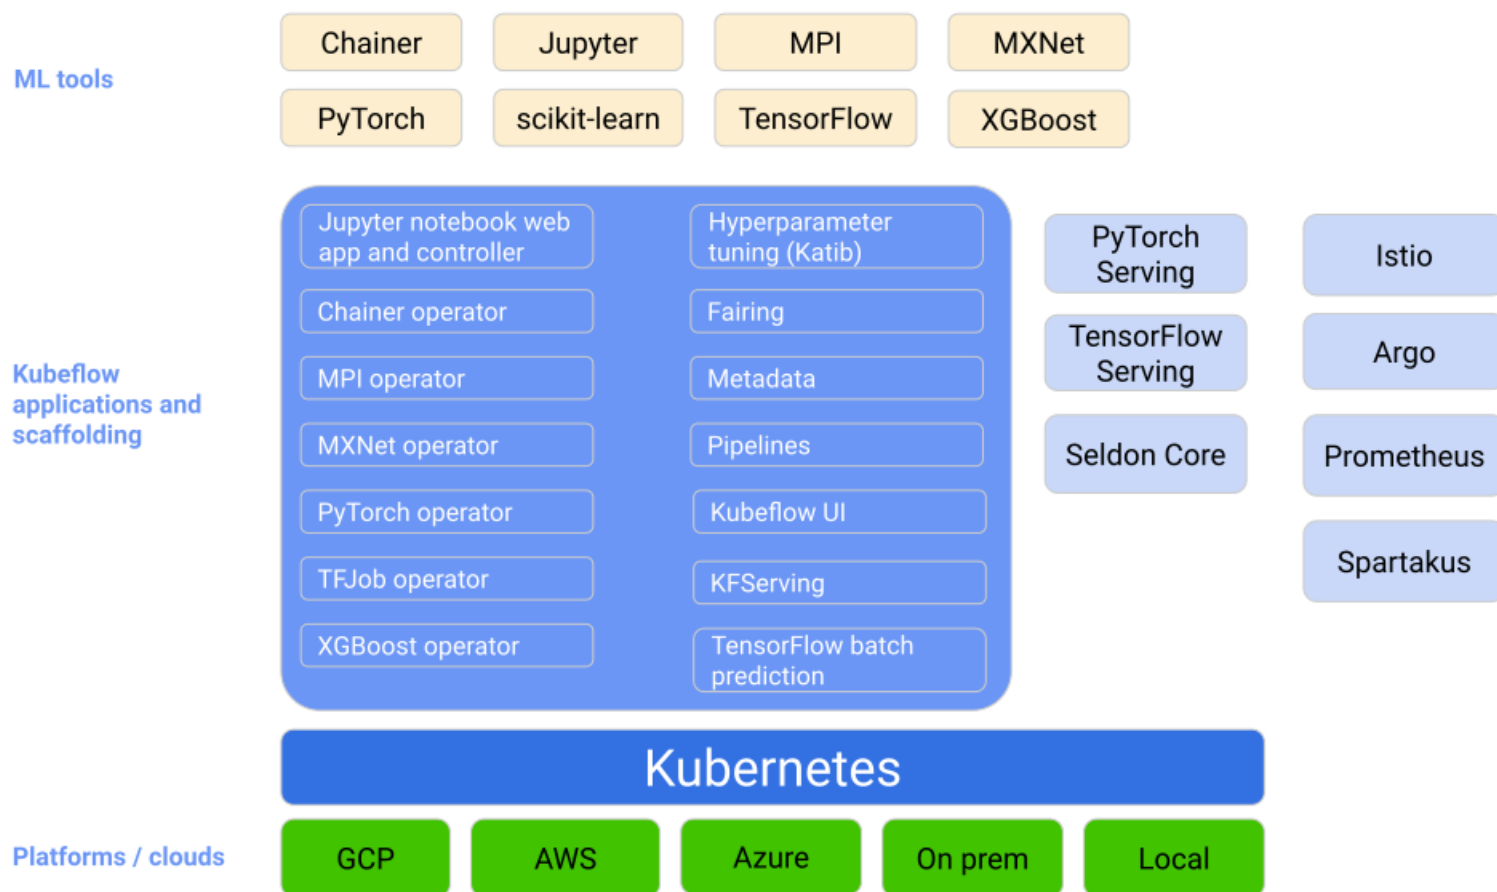 ML tools
Chainer
Jupyter
MPI
MXNet
PyTorch
scikit-learn
TensorFlow
XGBoost
Kubeflow
applications and
scaffolding
Jupyter notebook web
app and controller
Chainer operator
MPI operator
MXNet operator
PyTorch operator
TFJob operator
XGBoost operator
Hyperparameter
tuning (Katib)
Fairing
Metadata
Pipelines
Kubeflow UI
KFServing
TensorFlow batch
prediction
PyTorch
Serving
TensorFlow
Serving
Seldon Core
Istio
Argo
Prometheus
Spartakus
Kubernetes
Platforms / clouds
GCP
AWS
Azure
On prem
Local